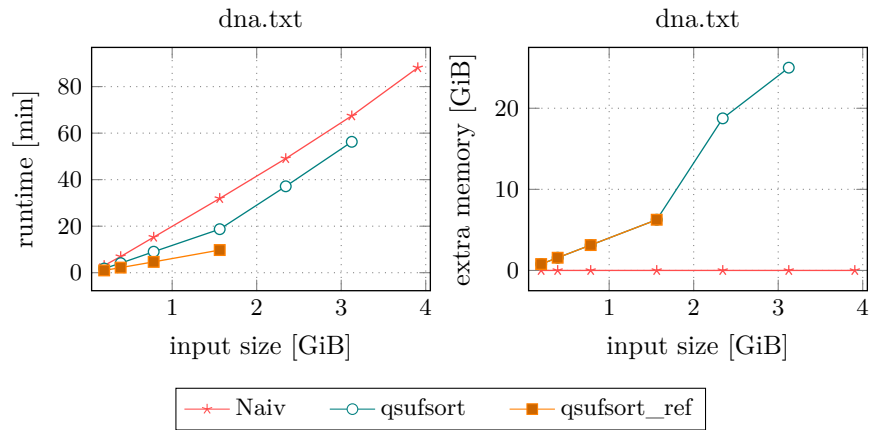 dna.txt
runtime [min]
80
60
40
20
0
1 2 3 4
input size [GiB]
dna.txt
extra memory [GiB]
20
10
0
1 2 3 4
input size [GiB]
Naiv qsufsort qsufsort_ref